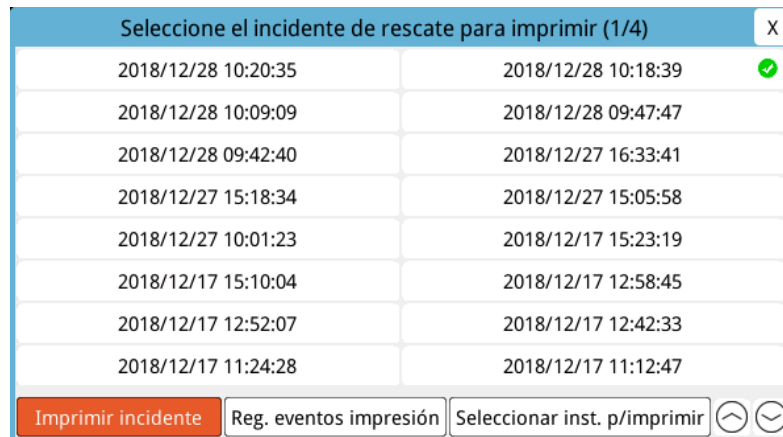 Seleccione el incidente de rescate para imprimir (1/4) X
2018/12/28 10:20:35 2018/12/28 10:18:39
2018/12/28 10:09:09 2018/12/28 09:47:47
2018/12/28 09:42:40 2018/12/27 16:33:41
2018/12/27 15:18:34 2018/12/27 15:05:58
2018/12/27 10:01:23 2018/12/17 15:23:19
2018/12/17 15:10:04 2018/12/17 12:58:45
2018/12/17 12:52:07 2018/12/17 12:42:33
2018/12/17 11:24:28 2018/12/17 11:12:47
Imprimir incidente Reg. eventos impresión Seleccionar inst. p/imprimir